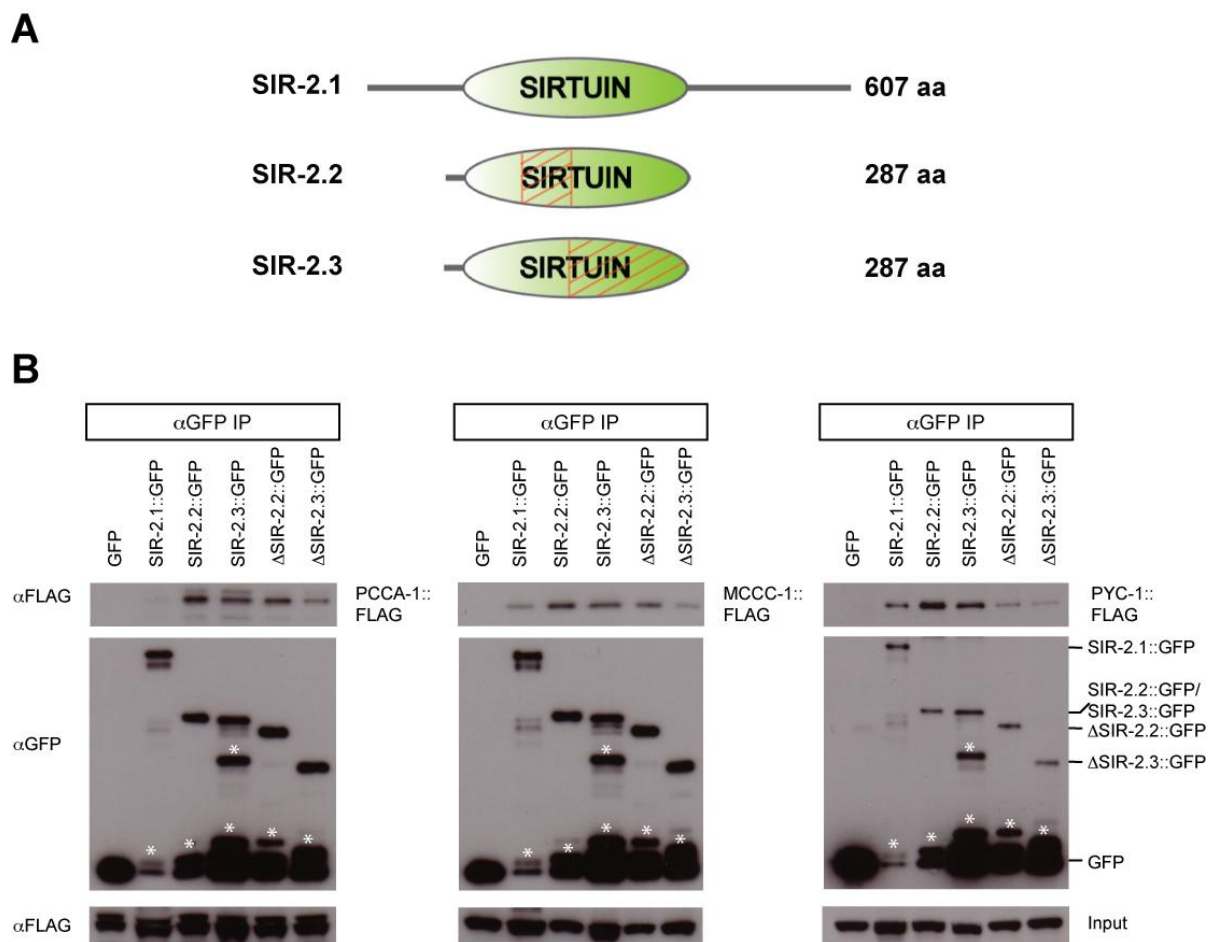 A
SIR-2.1 SIRTUIN 607 aa
SIR-2.2 SIRTUIN 287 aa
SIR-2.3 SIRTUIN 287 aa
B
αGFP IP αGFP IP αGFP IP
GFP SIR-2.1::GFP SIR-2.2::GFP SIR-2.3::GFP ΔSIR-2.2::GFP ΔSIR-2.3::GFP
GFP SIR-2.1::GFP SIR-2.2::GFP SIR-2.3::GFP ΔSIR-2.2::GFP ΔSIR-2.3::GFP
GFP SIR-2.1::GFP SIR-2.2::GFP SIR-2.3::GFP ΔSIR-2.2::GFP ΔSIR-2.3::GFP
αFLAG PCCA-1:: MCCC-1:: PYC-1::
FLAG FLAG FLAG
SIR-2.1::GFP
SIR-2.2::GFP/
SIR-2.3::GFP
αGFP ΔSIR-2.2::GFP
* * *
ΔSIR-2.3::GFP
* * * * * * * * * * * * * * *
GFP
αFLAG Input